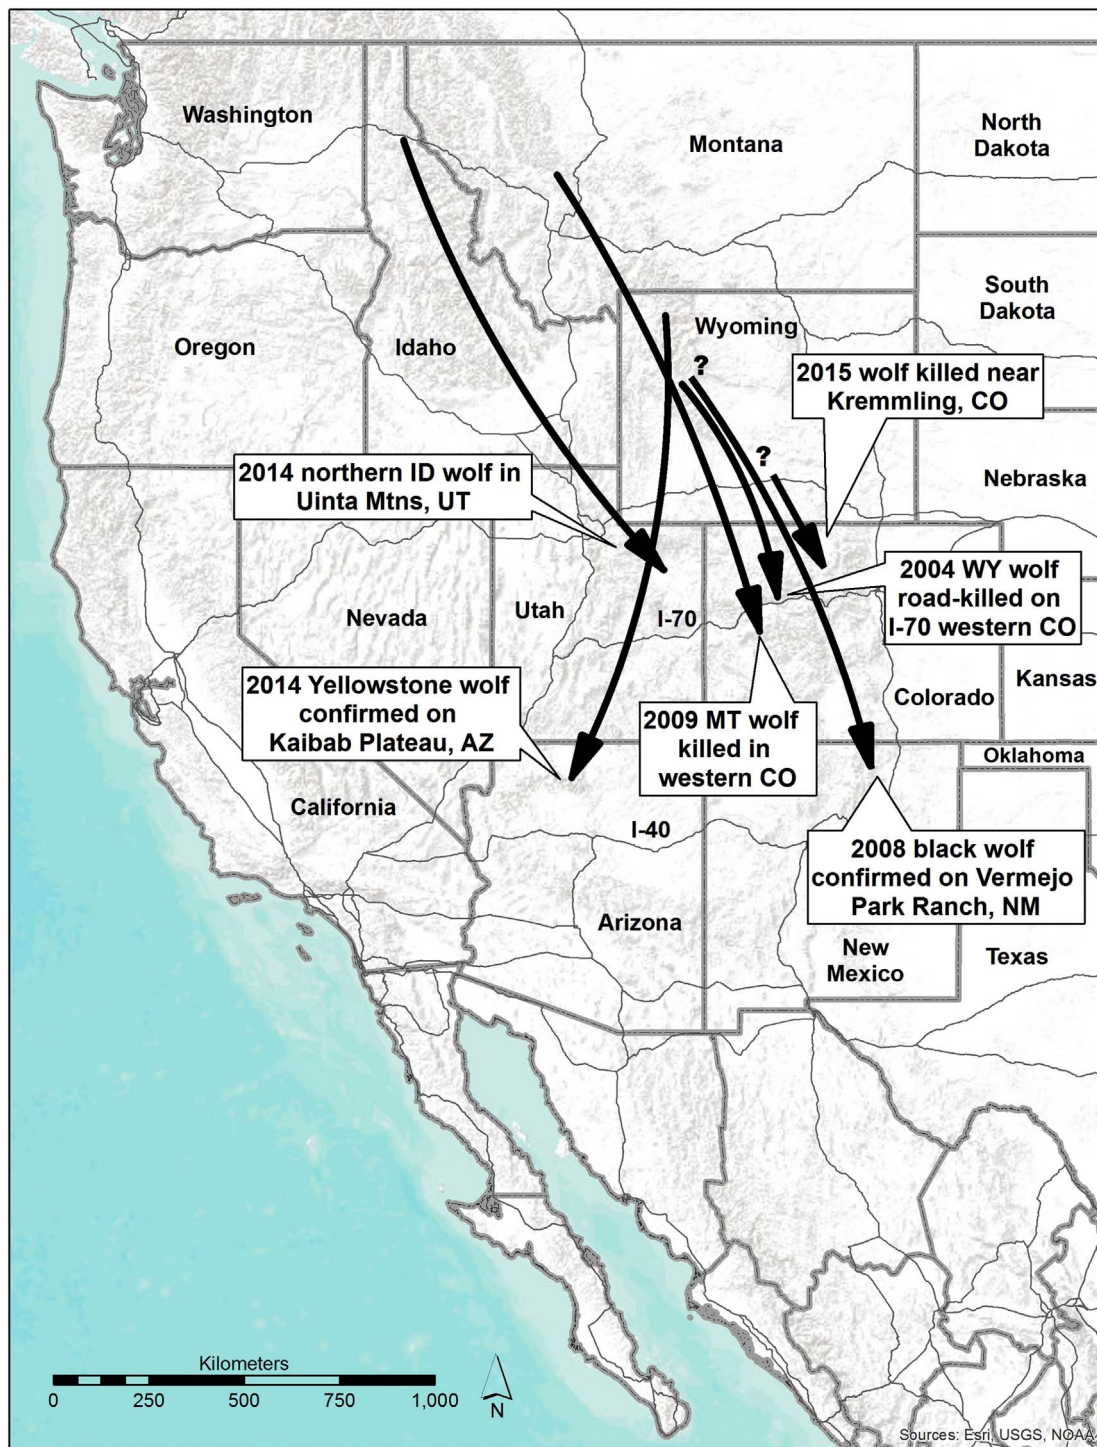 Washington
Montana
North
Dakota
South
Dakota
Oregon
Idaho
Wyoming
?
2015 wolf killed near
Kremmling, CO
?
2014 northern ID wolf in
Uinta Mtns, UT
Nebraska
2004 WY wolf
road-killed on
I-70 western CO
Nevada
Utah
I-70
2014 Yellowstone wolf
confirmed on
Kaibab Plateau, AZ
2009 MT wolf
killed in
western CO
Colorado
Kansas
Oklahoma
California
I-40
2008 black wolf
confirmed on Vermejo
Park Ranch, NM
Arizona
New
Mexico
Texas
Kilometers
0 250 500 750 1,000
N
Sources: Esri, USGS, NOAA